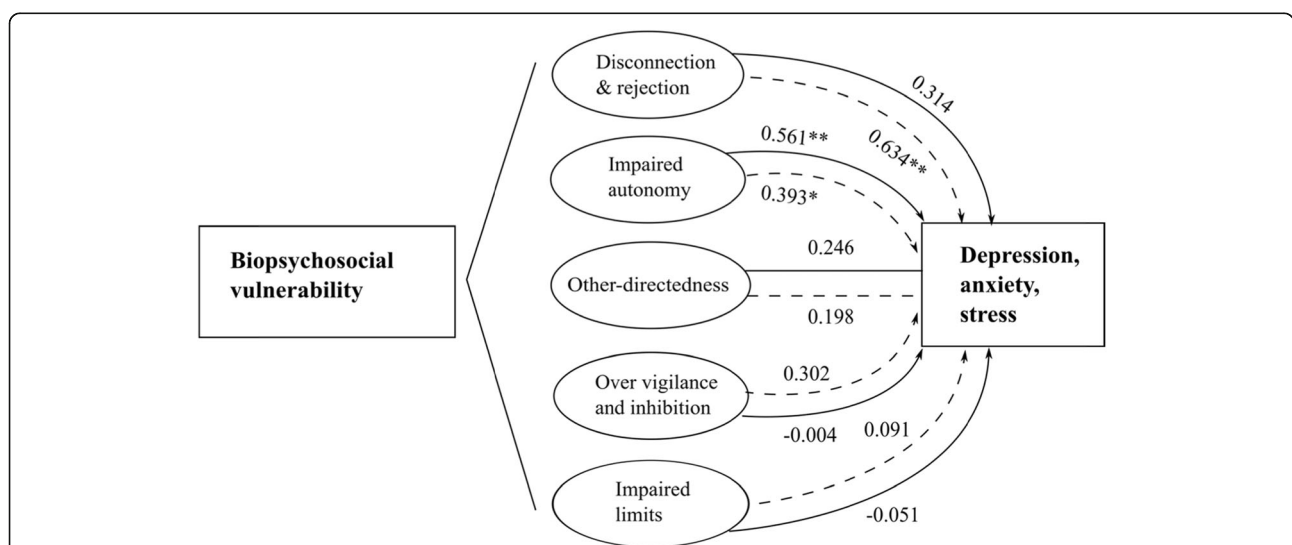 Disconnection
& rejection
0.314
0.634**
0.561**
Impaired
autonomy
0.393*
Biopsychosocial
vulnerability
0.246
Other-directedness
0.198
Depression,
anxiety,
stress
Over vigilance
and inhibition
0.302
-0.004
0.091
Impaired
limits
-0.051